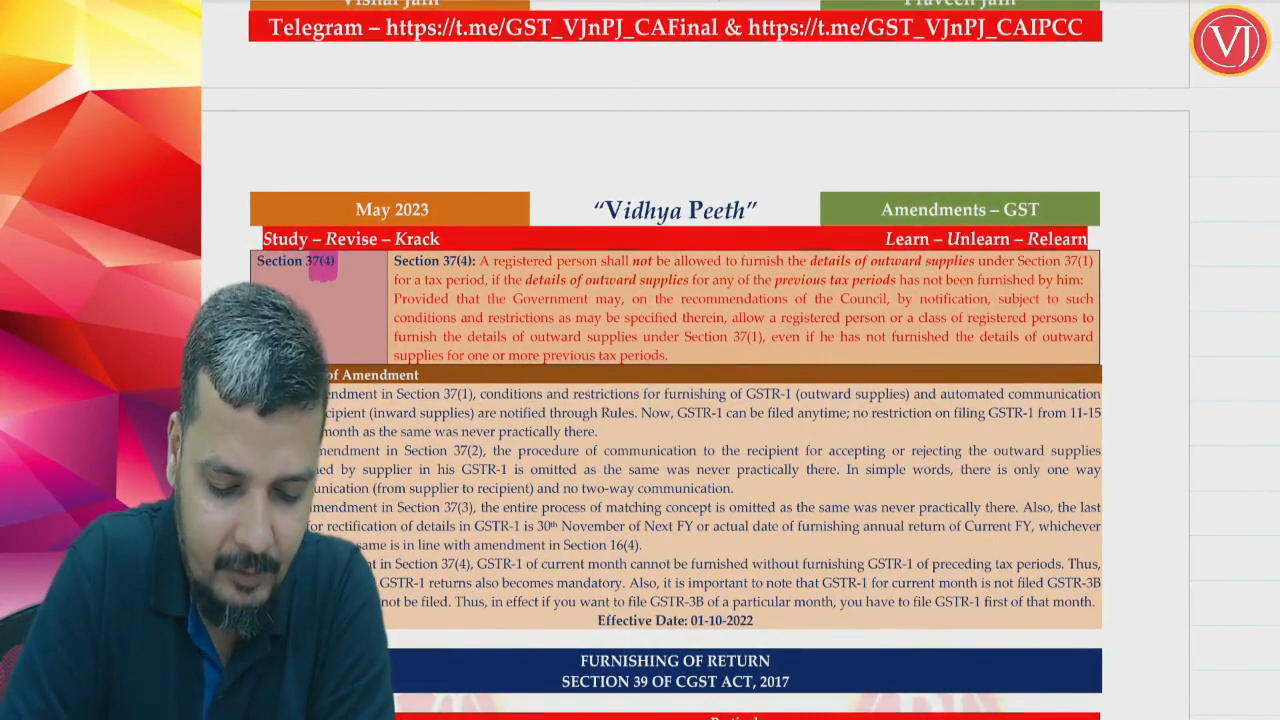 Vishal Jain
Praveen Jain
Telegram – https://t.me/GST_VJnPJ_CAFinal & https://t.me/GST_VJnPJ_CAIPCC
VJ
May 2023
“Vidhya Peeth”
Amendments – GST
Study – Revise – Krack
Learn – Unlearn – Relearn
Section 37(4)
Section 37(4): A registered person shall not be allowed to furnish the details of outward supplies under Section 37(1)
for a tax period, if the details of outward supplies for any of the previous tax periods has not been furnished by him:
Provided that the Government may, on the recommendations of the Council, by notification, subject to such
conditions and restrictions as may be specified therein, allow a registered person or a class of registered persons to
furnish the details of outward supplies under Section 37(1), even if he has not furnished the details of outward
supplies for one or more previous tax periods.
of Amendment
in Section 37(1), conditions and restrictions for furnishing of GSTR-1 (outward supplies) and automated communication
(inward supplies) are notified through Rules. Now, GSTR-1 can be filed anytime; no restriction on filing GSTR-1 from 11-15
month as the same was never practically there.
in Section 37(2), the procedure of communication to the recipient for accepting or rejecting the outward supplies
by supplier in his GSTR-1 is omitted as the same was never practically there. In simple words, there is only one way
(from supplier to recipient) and no two-way communication.
in Section 37(3), the entire process of matching concept is omitted as the same was never practically there. Also, the last
for rectification of details in GSTR-1 is 30th November of Next FY or actual date of furnishing annual return of Current FY, whichever
same is in line with amendment in Section 16(4).
in Section 37(4), GSTR-1 of current month cannot be furnished without furnishing GSTR-1 of preceding tax periods. Thus,
GSTR-1 returns also becomes mandatory. Also, it is important to note that GSTR-1 for current month is not filed GSTR-3B
not be filed. Thus, in effect if you want to file GSTR-3B of a particular month, you have to file GSTR-1 first of that month.
Effective Date: 01-10-2022
FURNISHING OF RETURN
SECTION 39 OF CGST ACT, 2017